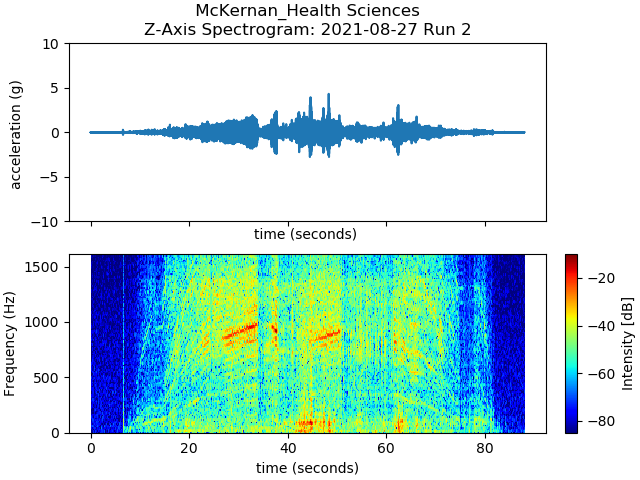 McKernan_Health Sciences
Z-Axis Spectrogram: 2021-08-27 Run 2
10
5
0
−5
−10
acceleration (g)
time (seconds)
1500
1000
500
0
Frequency (Hz)
0
20
40
60
80
time (seconds)
−20
−40
−60
−80
Intensity [dB]